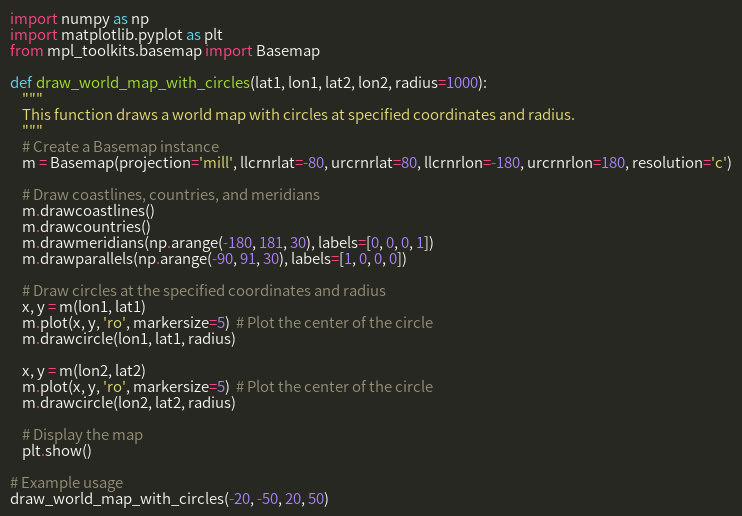 import numpy as np
import matplotlib.pyplot as plt
from mpl_toolkits.basemap import Basemap

def draw_world_map_with_circles(lat1, lon1, lat2, lon2, radius=1000):
    """
    This function draws a world map with circles at specified coordinates and radius.
    """
    # Create a Basemap instance
    m = Basemap(projection='mill', llcrnrlat=-80, urcrnrlat=80, llcrnrlon=-180, urcrnrlon=180, resolution='c')

    # Draw coastlines, countries, and meridians
    m.drawcoastlines()
    m.drawcountries()
    m.drawmeridians(np.arange(-180, 181, 30), labels=[0, 0, 0, 1])
    m.drawparallels(np.arange(-90, 91, 30), labels=[1, 0, 0, 0])

    # Draw circles at the specified coordinates and radius
    x, y = m(lon1, lat1)
    m.plot(x, y, 'ro', markersize=5)  # Plot the center of the circle
    m.drawcircle(lon1, lat1, radius)

    x, y = m(lon2, lat2)
    m.plot(x, y, 'ro', markersize=5)  # Plot the center of the circle
    m.drawcircle(lon2, lat2, radius)

    # Display the map
    plt.show()

# Example usage
draw_world_map_with_circles(-20, -50, 20, 50)